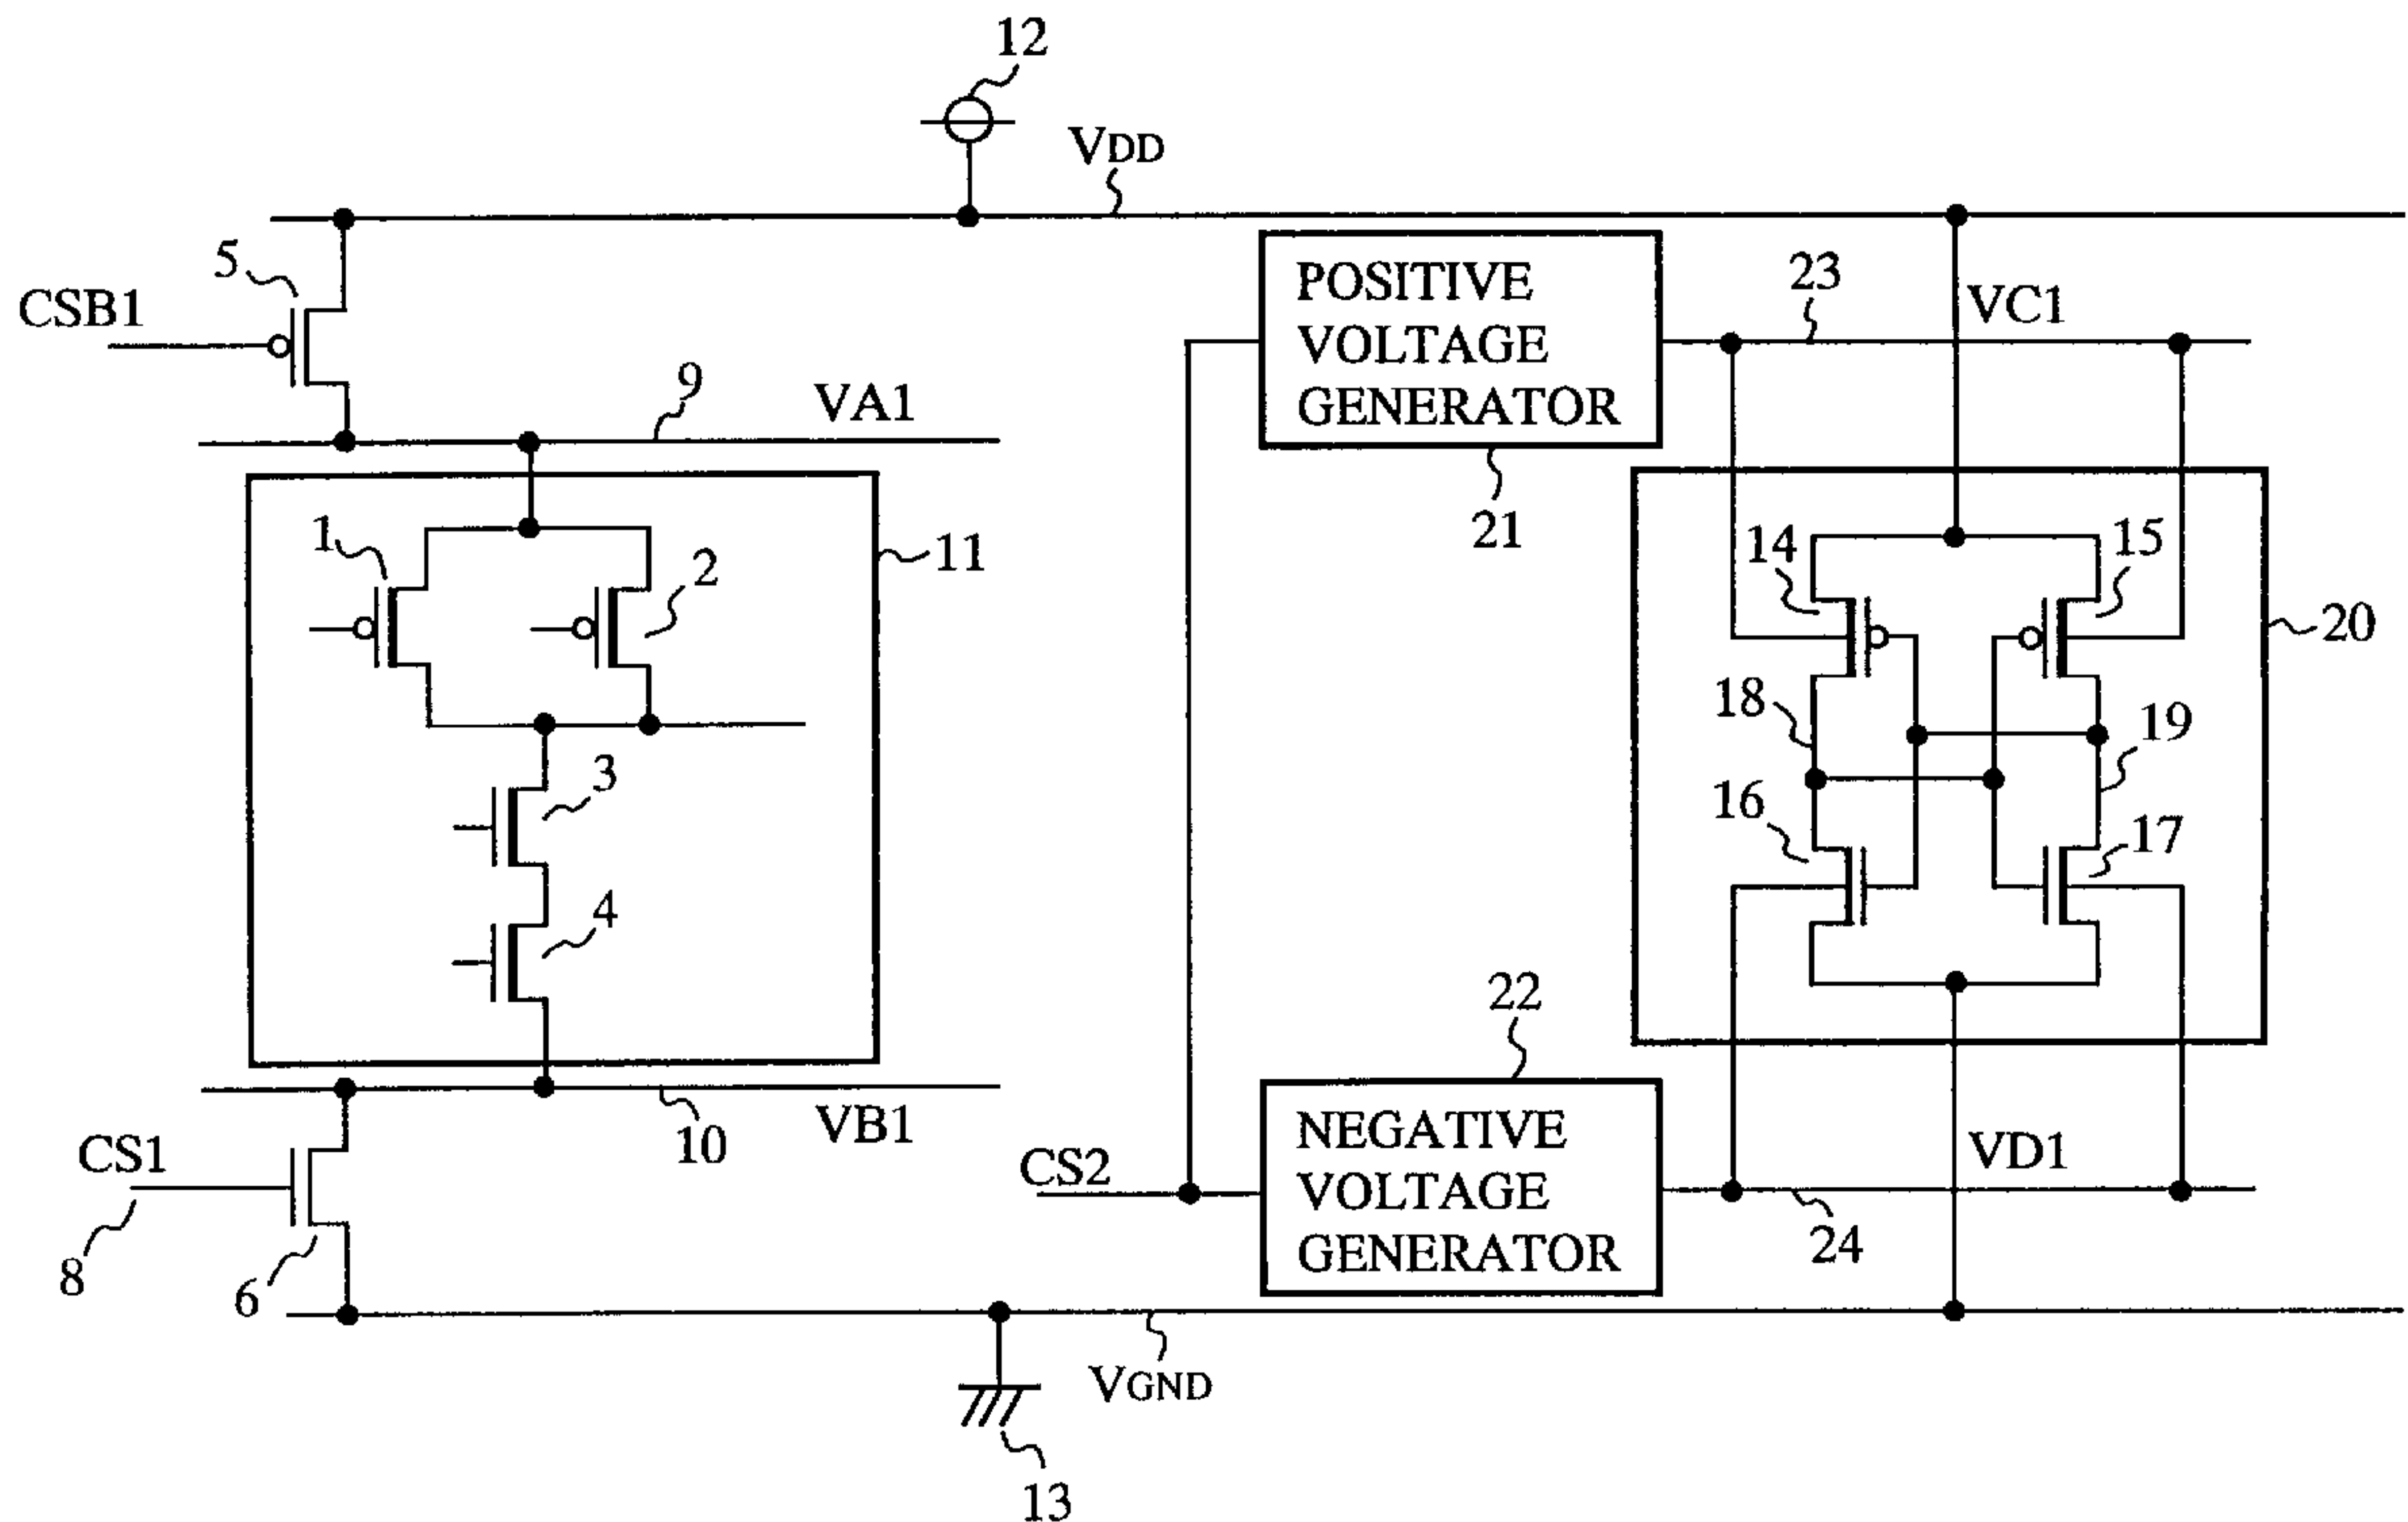 12
VDD
5
CSB1
POSITIVE
VOLTAGE
GENERATOR
23
VC1
9
VA1
21
1
2
11
14
15
20
18
19
3
16
17
4
22
NEGATIVE
VOLTAGE
GENERATOR
CS1
10
VB1
CS2
VD1
8
6
24
VGND
13